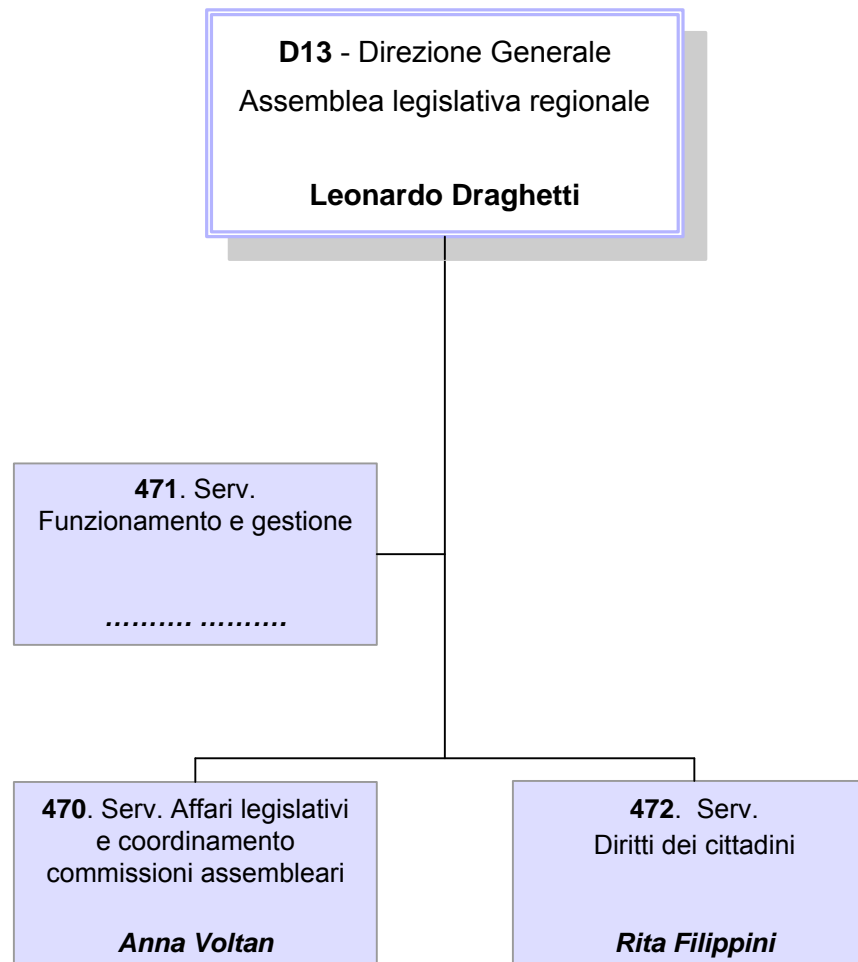 D13 - Direzione Generale
Assemblea legislativa regionale
Leonardo Draghetti
471. Serv.
Funzionamento e gestione
.......... ..........
470. Serv. Affari legislativi
e coordinamento
commissioni assembleari
Anna Voltan
472. Serv.
Diritti dei cittadini
Rita Filippini